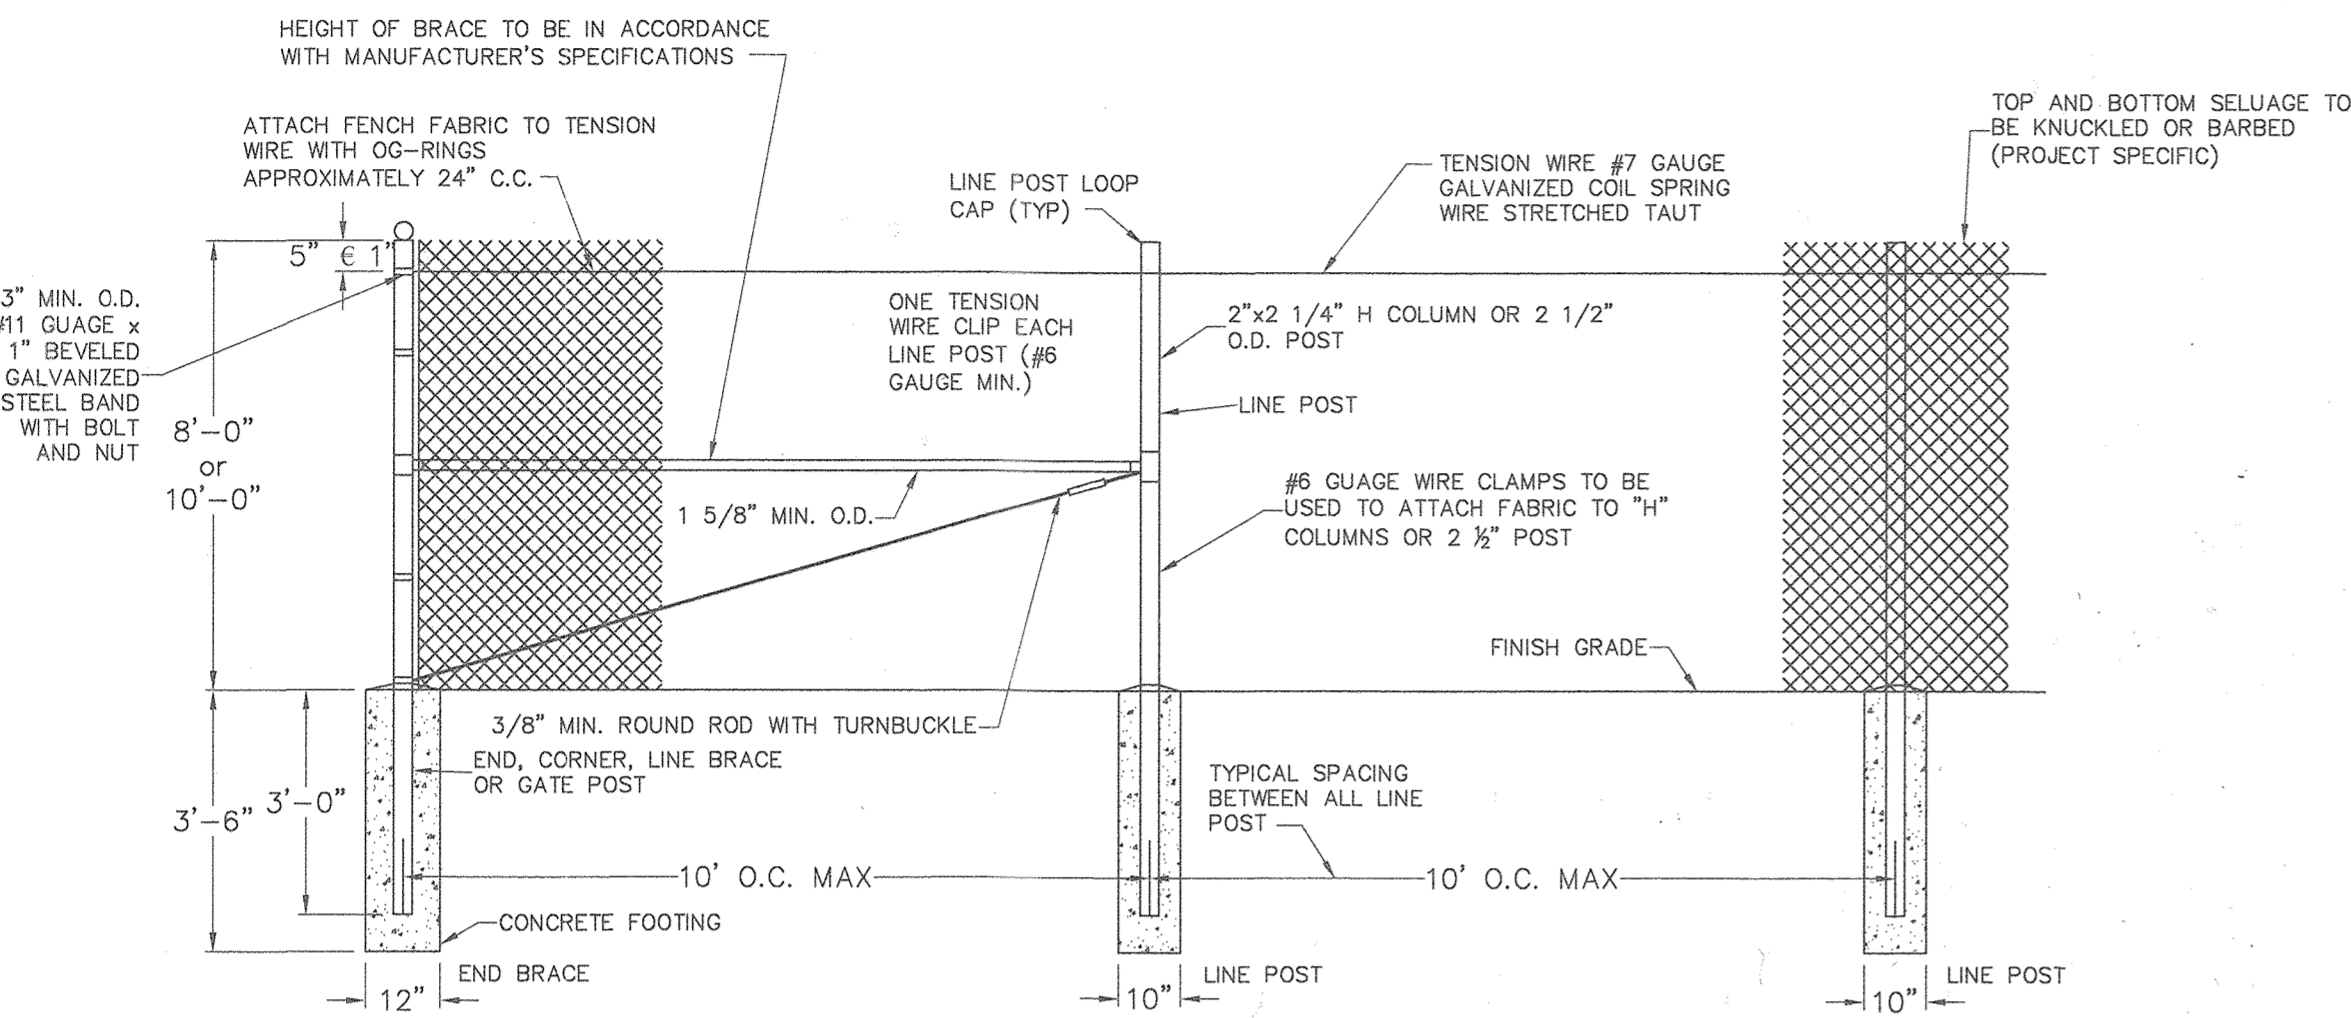 HEIGHT OF BRACE TO BE IN ACCORDANCE
WITH MANUFACTURER'S SPECIFICATIONS
ATTACH FENCH FABRIC TO TENSION
WIRE WITH OG-RINGS
APPROXIMATELY 24" C.C.
TOP AND BOTTOM SELUAGE TO
BE KNUCKLED OR BARBED
(PROJECT SPECIFIC)
LINE POST LOOP
CAP (TYP)
TENSION WIRE #7 GAUGE
GALVANIZED COIL SPRING
WIRE STRETCHED TAUT
5" € 1"
3" MIN. O.D.
#11 GUAGE x
1" BEVELED
GALVANIZED
STEEL BAND
WITH BOLT
AND NUT
8'-0"
or
10'-0"
ONE TENSION
WIRE CLIP EACH
LINE POST (#6
GAUGE MIN.)
2"x2 1/4" H COLUMN OR 2 1/2"
O.D. POST
LINE POST
1 5/8" MIN. O.D.
#6 GUAGE WIRE CLAMPS TO BE
USED TO ATTACH FABRIC TO "H"
COLUMNS OR 2 ½" POST
FINISH GRADE
3/8" MIN. ROUND ROD WITH TURNBUCKLE
END, CORNER, LINE BRACE
OR GATE POST
TYPICAL SPACING
BETWEEN ALL LINE
POST
3'-6"
3'-0"
10' O.C. MAX
10' O.C. MAX
CONCRETE FOOTING
END BRACE
LINE POST
LINE POST
12"
10"
10"